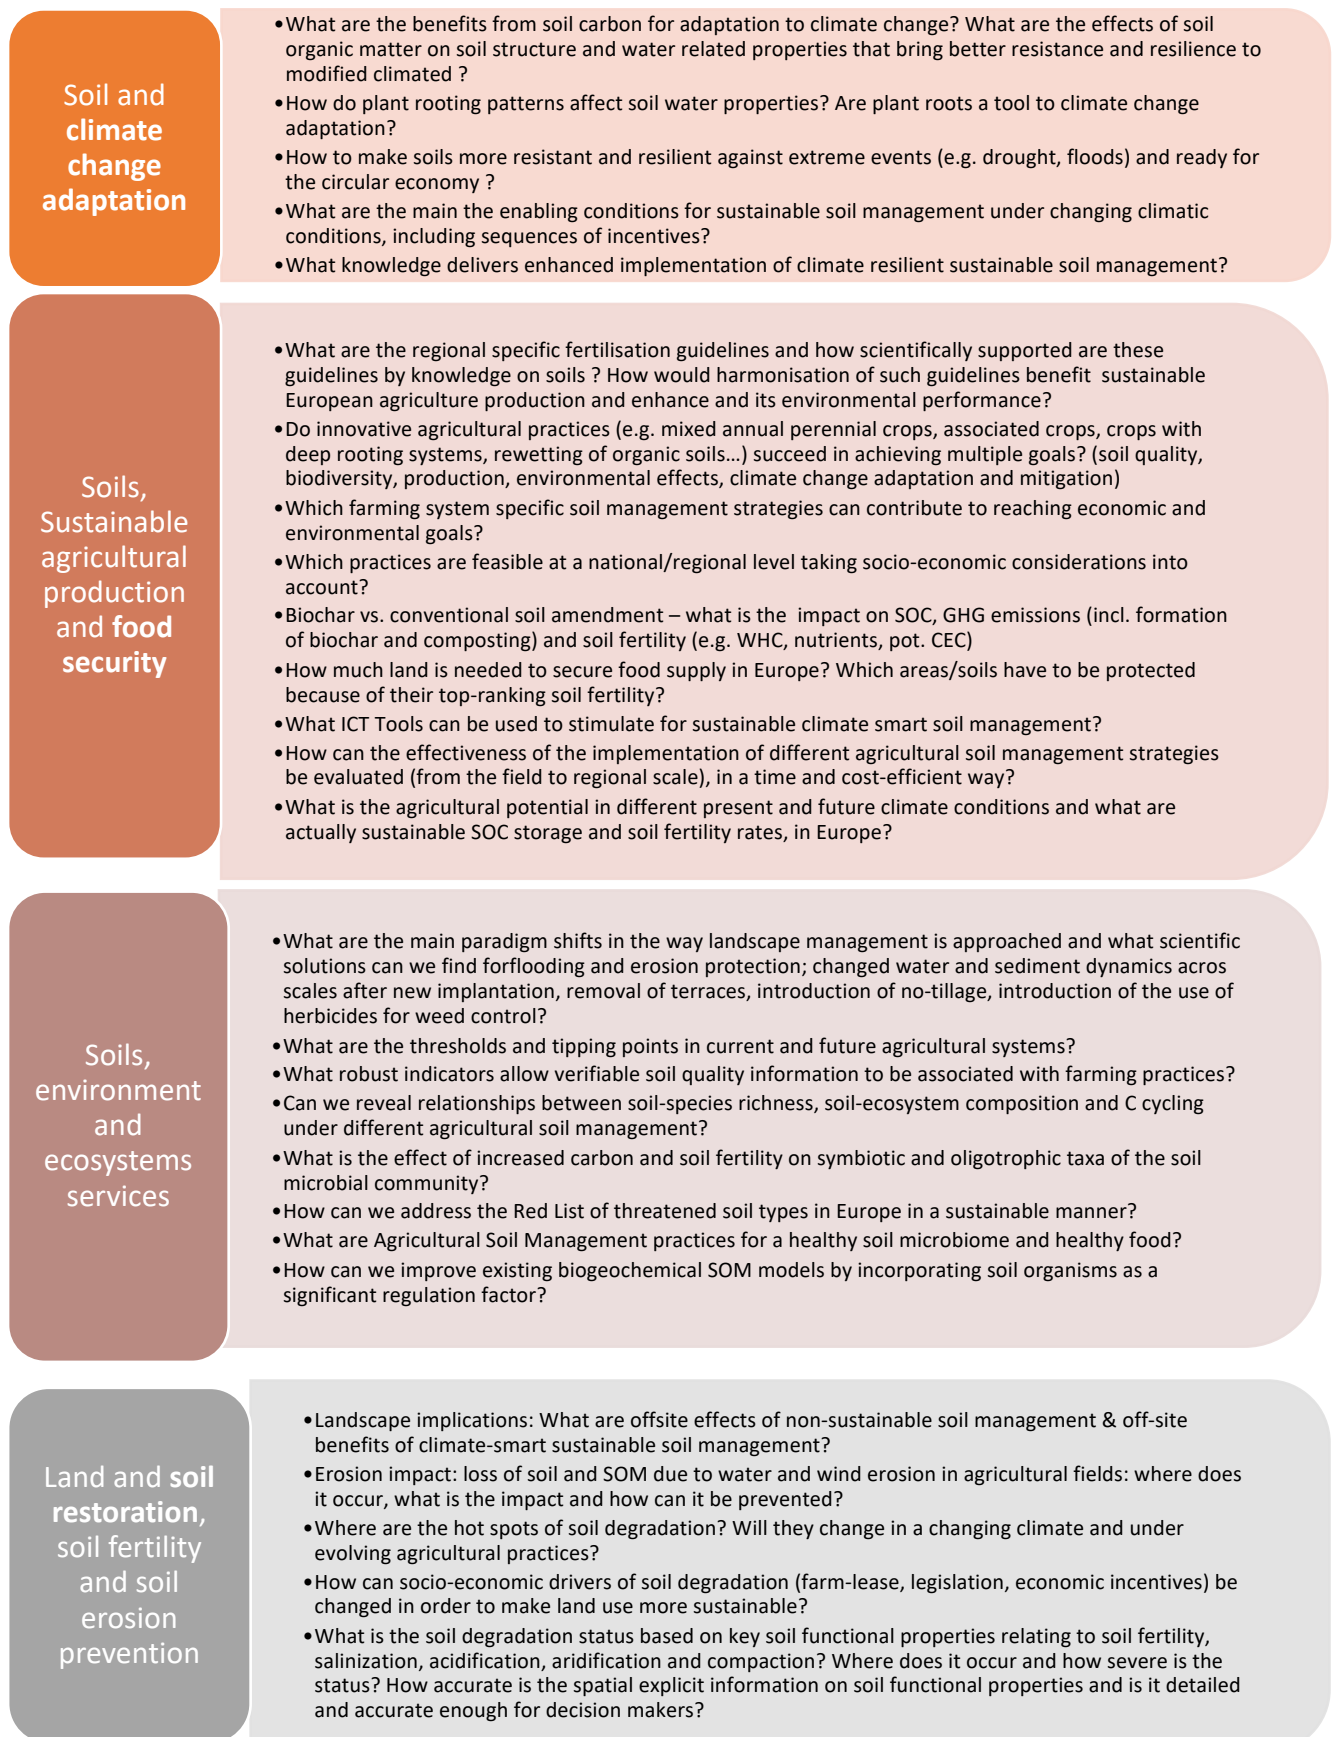 Soil and
climate
change
adaptation
•What are the benefits from soil carbon for adaptation to climate change? What are the effects of soil
organic matter on soil structure and water related properties that bring better resistance and resilience to
modified climated ?
•How do plant rooting patterns affect soil water properties? Are plant roots a tool to climate change
adaptation?
•How to make soils more resistant and resilient against extreme events (e.g. drought, floods) and ready for
the circular economy ?
•What are the main the enabling conditions for sustainable soil management under changing climatic
conditions, including sequences of incentives?
•What knowledge delivers enhanced implementation of climate resilient sustainable soil management?
Soils,
Sustainable
agricultural
production
and food
security
•What are the regional specific fertilisation guidelines and how scientifically supported are these
guidelines by knowledge on soils ? How would harmonisation of such guidelines benefit sustainable
European agriculture production and enhance and its environmental performance?
•Do innovative agricultural practices (e.g. mixed annual perennial crops, associated crops, crops with
deep rooting systems, rewetting of organic soils…) succeed in achieving multiple goals? (soil quality,
biodiversity, production, environmental effects, climate change adaptation and mitigation)
•Which farming system specific soil management strategies can contribute to reaching economic and
environmental goals?
•Which practices are feasible at a national/regional level taking socio-economic considerations into
account?
•Biochar vs. conventional soil amendment – what is the impact on SOC, GHG emissions (incl. formation
of biochar and composting) and soil fertility (e.g. WHC, nutrients, pot. CEC)
•How much land is needed to secure food supply in Europe? Which areas/soils have to be protected
because of their top-ranking soil fertility?
•What ICT Tools can be used to stimulate for sustainable climate smart soil management?
•How can the effectiveness of the implementation of different agricultural soil management strategies
be evaluated (from the field to regional scale), in a time and cost-efficient way?
•What is the agricultural potential in different present and future climate conditions and what are
actually sustainable SOC storage and soil fertility rates, in Europe?
Soils,
environment
and
ecosystems
services
•What are the main paradigm shifts in the way landscape management is approached and what scientific
solutions can we find forflooding and erosion protection; changed water and sediment dynamics acros
scales after new implantation, removal of terraces, introduction of no-tillage, introduction of the use of
herbicides for weed control?
•What are the thresholds and tipping points in current and future agricultural systems?
•What robust indicators allow verifiable soil quality information to be associated with farming practices?
•Can we reveal relationships between soil-species richness, soil-ecosystem composition and C cycling
under different agricultural soil management?
•What is the effect of increased carbon and soil fertility on symbiotic and oligotrophic taxa of the soil
microbial community?
•How can we address the Red List of threatened soil types in Europe in a sustainable manner?
•What are Agricultural Soil Management practices for a healthy soil microbiome and healthy food?
•How can we improve existing biogeochemical SOM models by incorporating soil organisms as a
significant regulation factor?
Land and soil
restoration,
soil fertility
and soil
erosion
prevention
•Landscape implications: What are offsite effects of non-sustainable soil management & off-site
benefits of climate-smart sustainable soil management?
•Erosion impact: loss of soil and SOM due to water and wind erosion in agricultural fields: where does
it occur, what is the impact and how can it be prevented?
•Where are the hot spots of soil degradation? Will they change in a changing climate and under
evolving agricultural practices?
•How can socio-economic drivers of soil degradation (farm-lease, legislation, economic incentives) be
changed in order to make land use more sustainable?
•What is the soil degradation status based on key soil functional properties relating to soil fertility,
salinization, acidification, aridification and compaction? Where does it occur and how severe is the
status? How accurate is the spatial explicit information on soil functional properties and is it detailed
and accurate enough for decision makers?